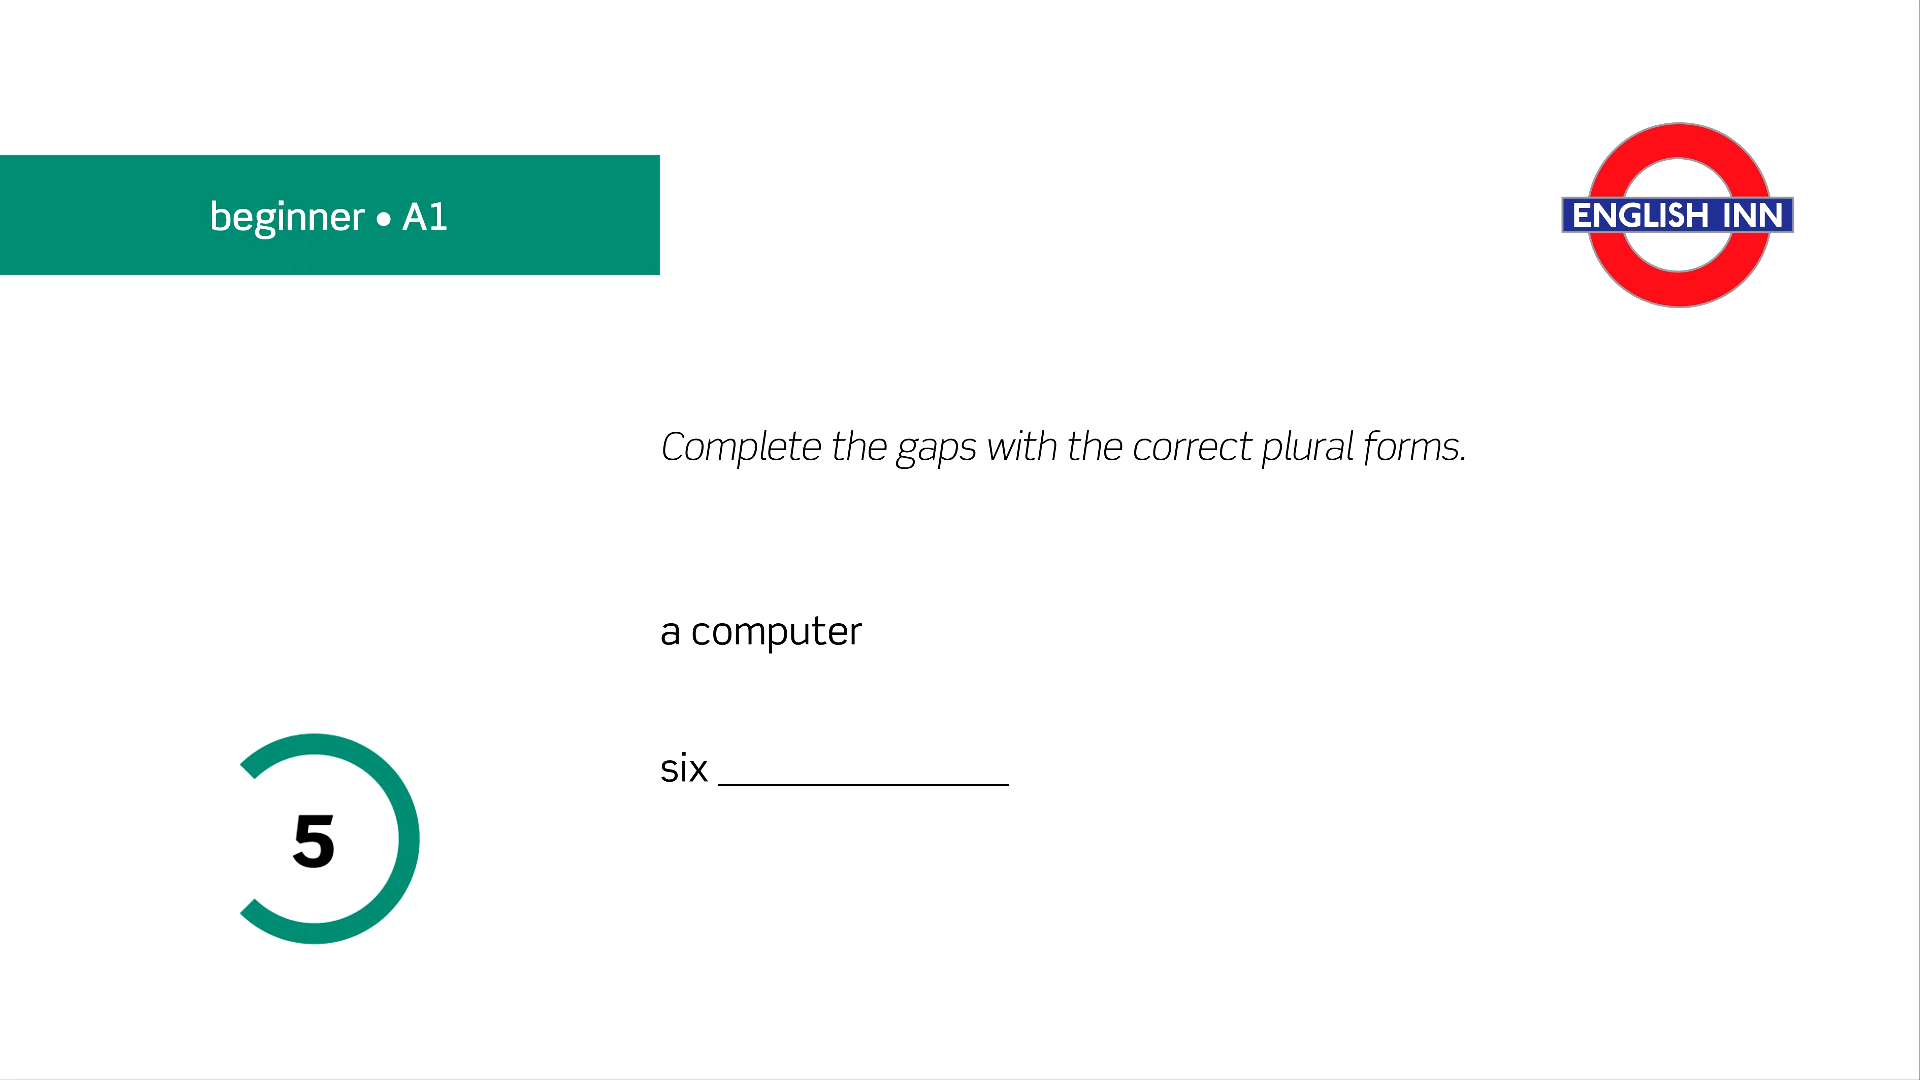 beginner • A1
ENGLISH INN
Complete the gaps with the correct plural forms.
a computer
six _______________
5